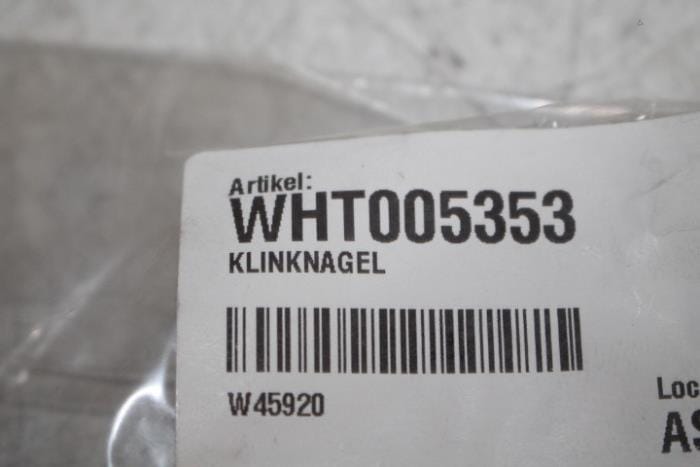 Artikel:
WHT005353
KLINKNAGEL
W45920
Loc
AS